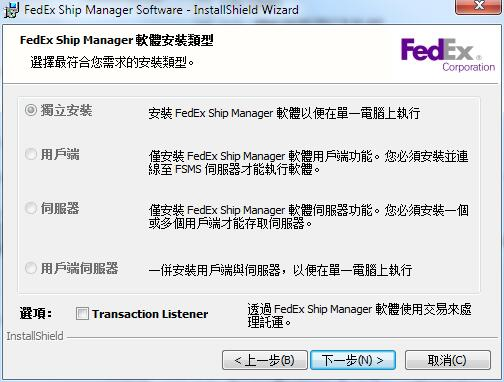 FedEx Ship Manager Software - InstallShield Wizard
FedEx Ship Manager 軟體安裝類型
選擇最符合您需求的安裝類型。
FedEx®
Corporation
獨立安裝
安裝 FedEx Ship Manager 軟體以便在單一電腦上執行
用戶端
僅安裝 FedEx Ship Manager 軟體用戶端功能。您必須安裝並連
線至 FSMS 伺服器才能執行軟體。
伺服器
僅安裝 FedEx Ship Manager 軟體伺服器功能。您必須安裝一個
或多個用戶端才能存取伺服器。
用戶端伺服器
一併安裝用戶端與伺服器，以便在單一電腦上執行
選項：
Transaction Listener
透過 FedEx Ship Manager 軟體使用交易來處
理託運。
InstallShield
< 上一步(B)
下一步(N) >
取消(C)